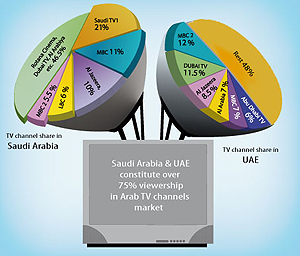 Saudi TV1
21%
MBC 11%
Al Jazeera,
10%
LBC 6 %
MBC 2 5.5 %
Rotana Cinema,
Dubai TV, Al Arabiya
etc. 46.5%
TV channel share in
Saudi Arabia
MBC 2
12 %
DUBAI TV
11.5%
Al Jazeera
8.5%
Al Arabia 7%
MBC 7%
Abu Dhabi TV
6%
Rest 48%
TV channel share in
UAE
Saudi Arabia & UAE
constitute over
75% viewership
in Arab TV channels
market